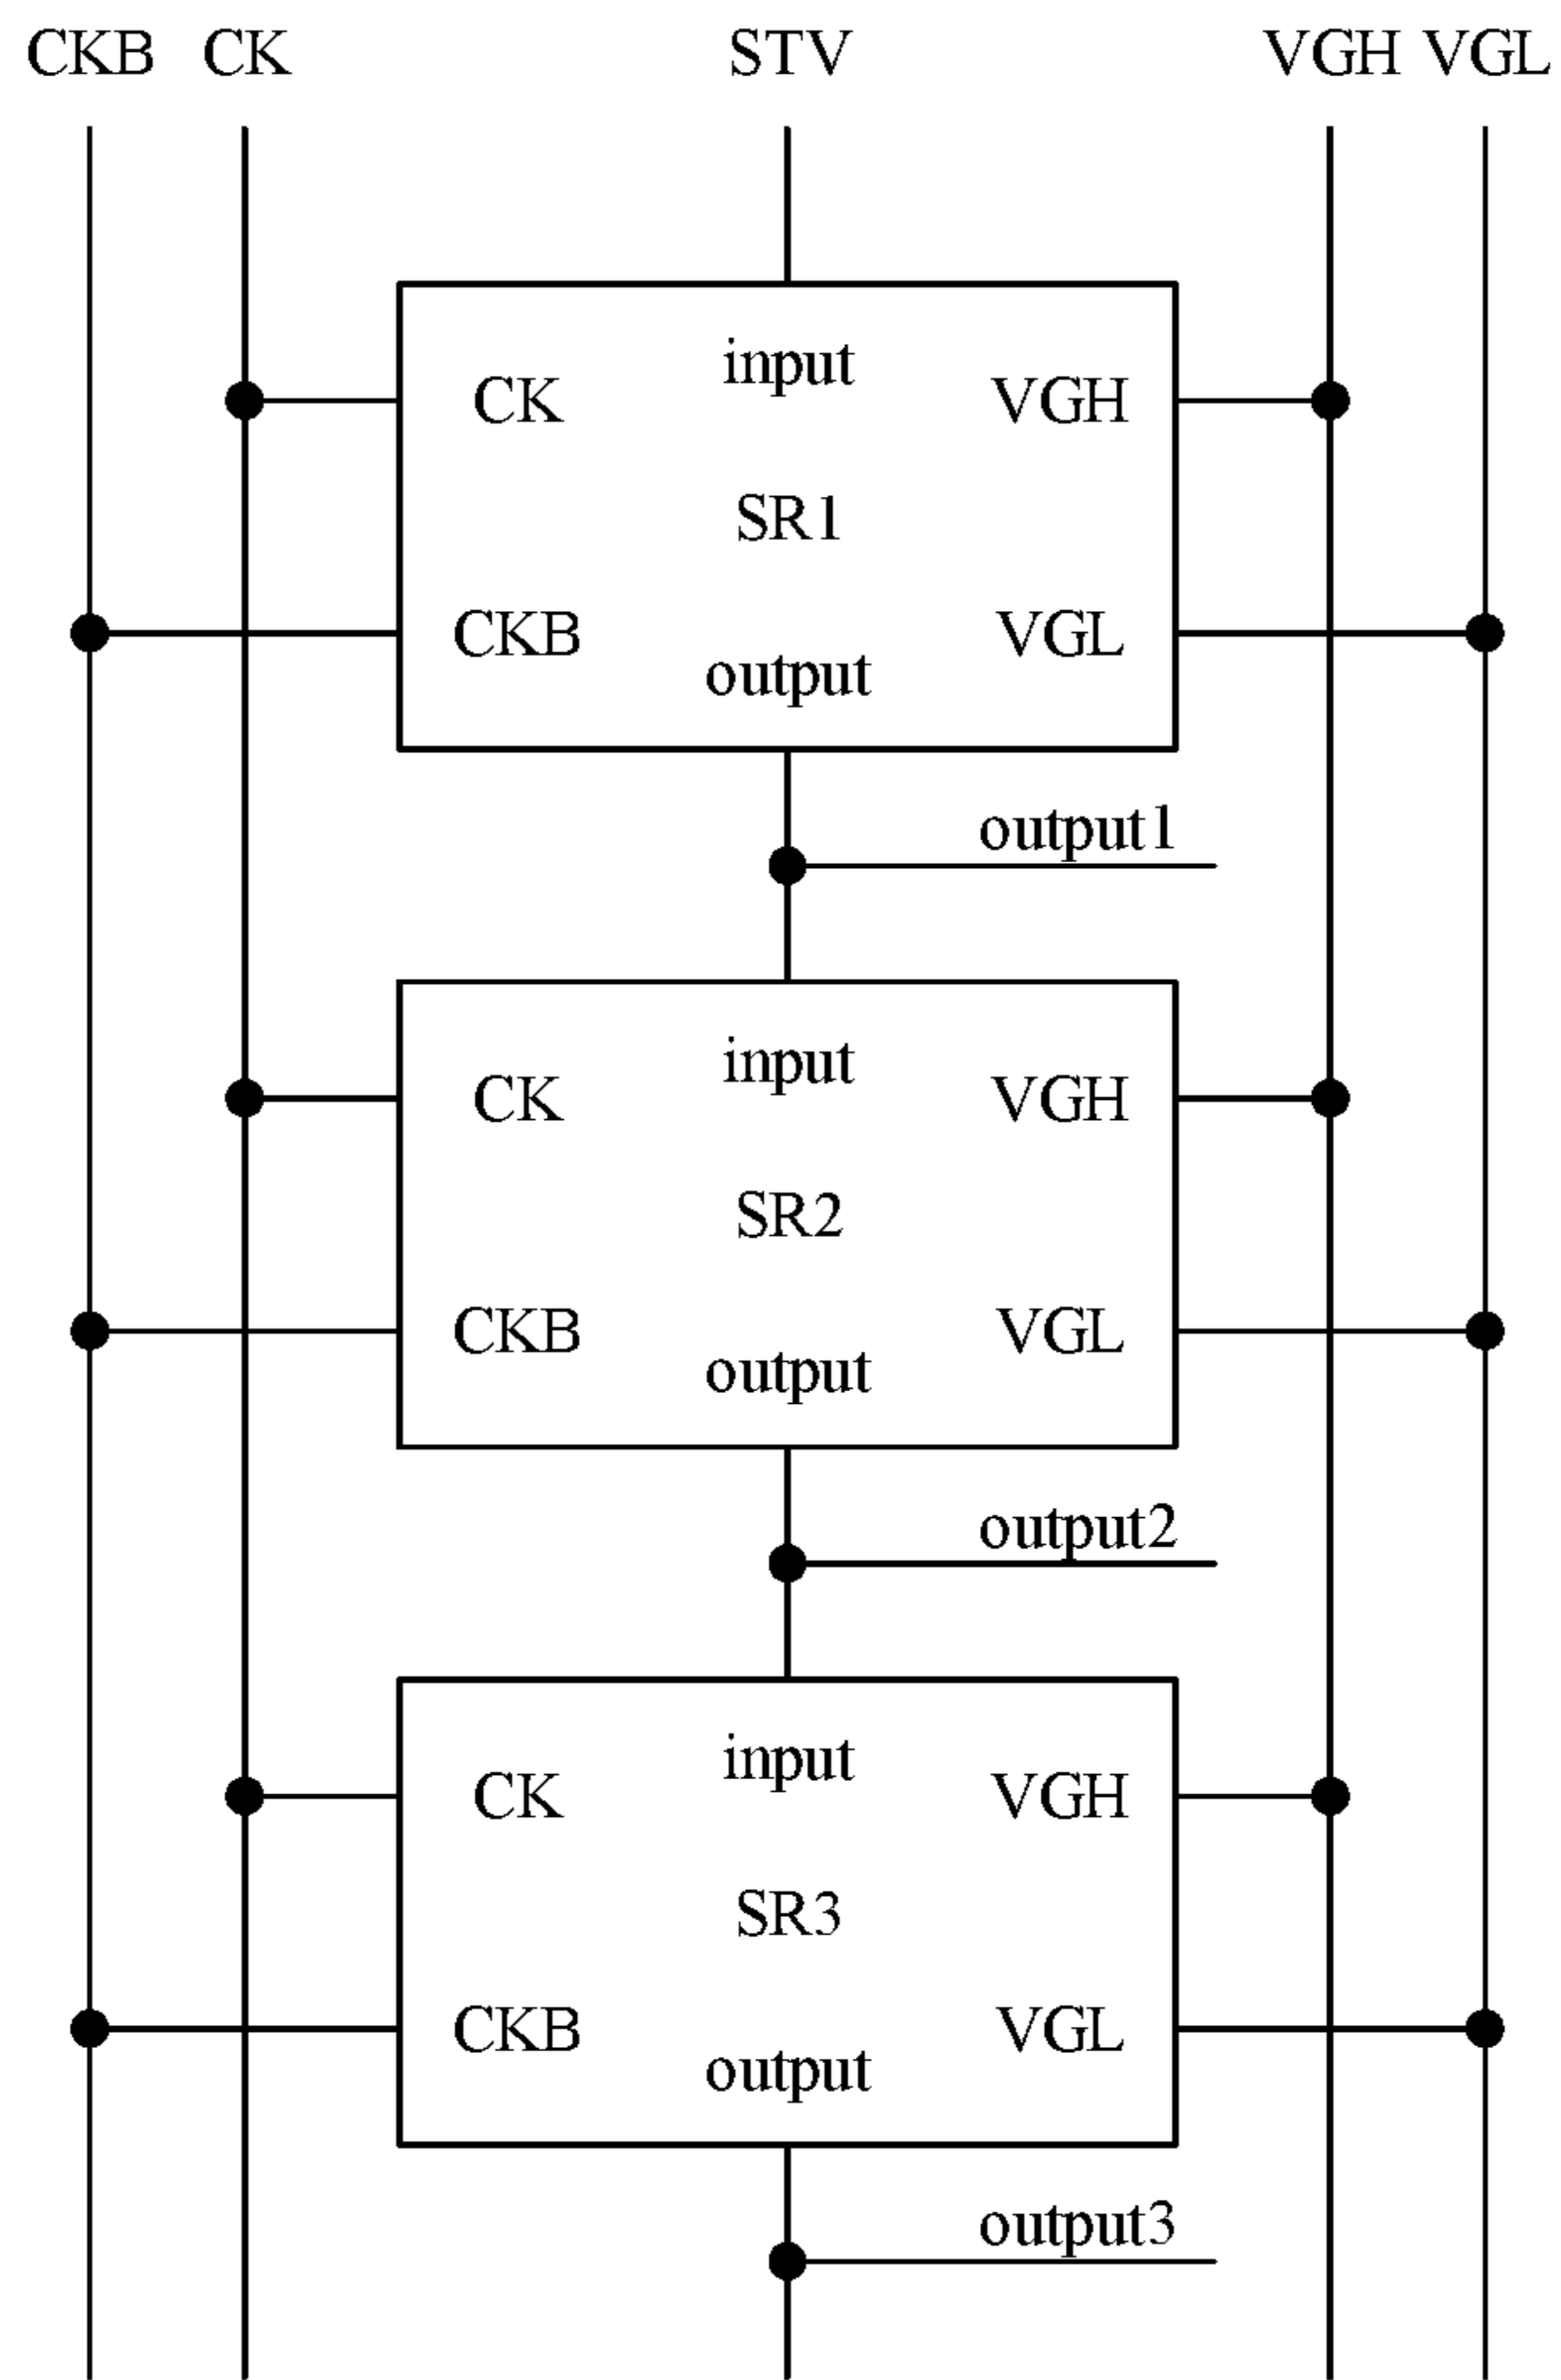 CKB CK STV VGH VGL
input
CK VGH
SR1
CKB VGL
output
output1
input
CK VGH
SR2
CKB VGL
output
output2
input
CK VGH
SR3
CKB VGL
output
output3